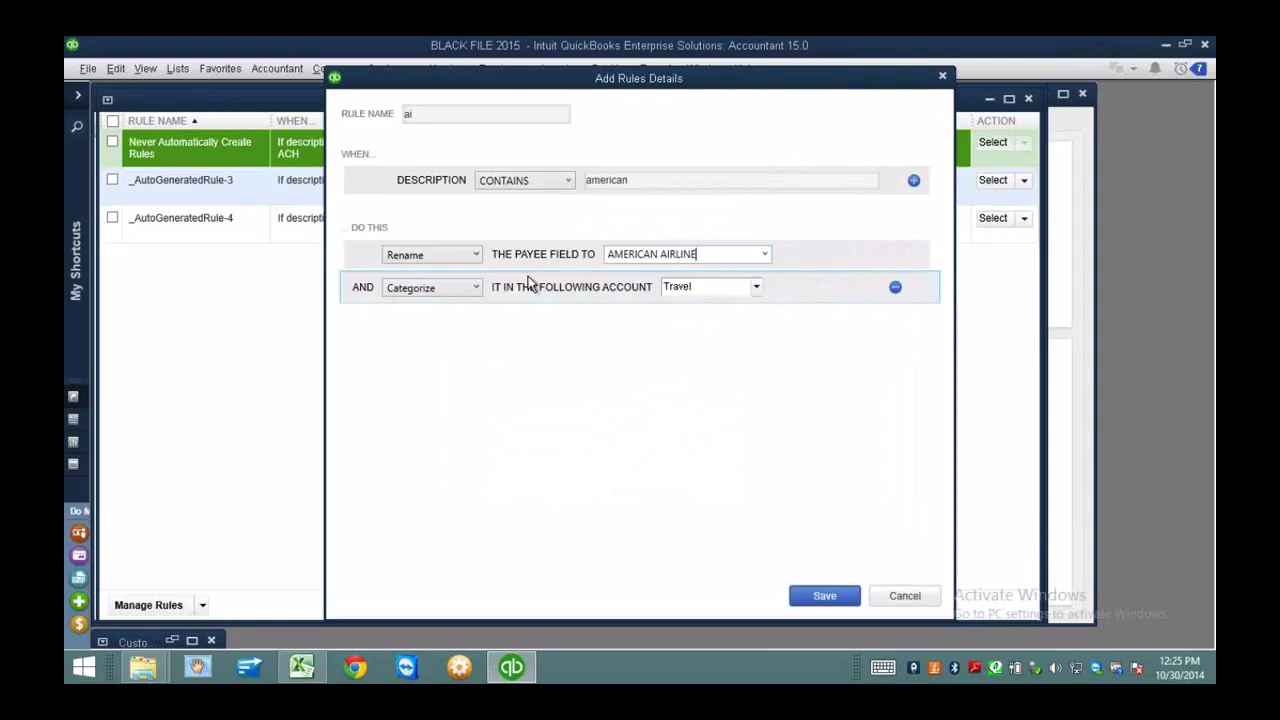 BLACK FILE 2015 - Intuit QuickBooks Enterprise Solutions: Accountant 15.0
File Edit View Lists Favorites Accountant
7
Add Rules Details
RULE NAME ai
WHEN...
DESCRIPTION CONTAINS american
... DO THIS
Rename THE PAYEE FIELD TO AMERICAN AIRLINE
AND Categorize IT IN THE FOLLOWING ACCOUNT Travel
Save Cancel
RULE NAME WHEN... ACTION
Never Automatically Create If descripti Select
Rules ACH
_AutoGeneratedRule-3 If descripti Select
_AutoGeneratedRule-4 If descripti Select
My Shortcuts
Do M
Manage Rules
Activate Windows
Go to PC settings to activate Windows.
Custo...
12:25 PM
10/30/2014